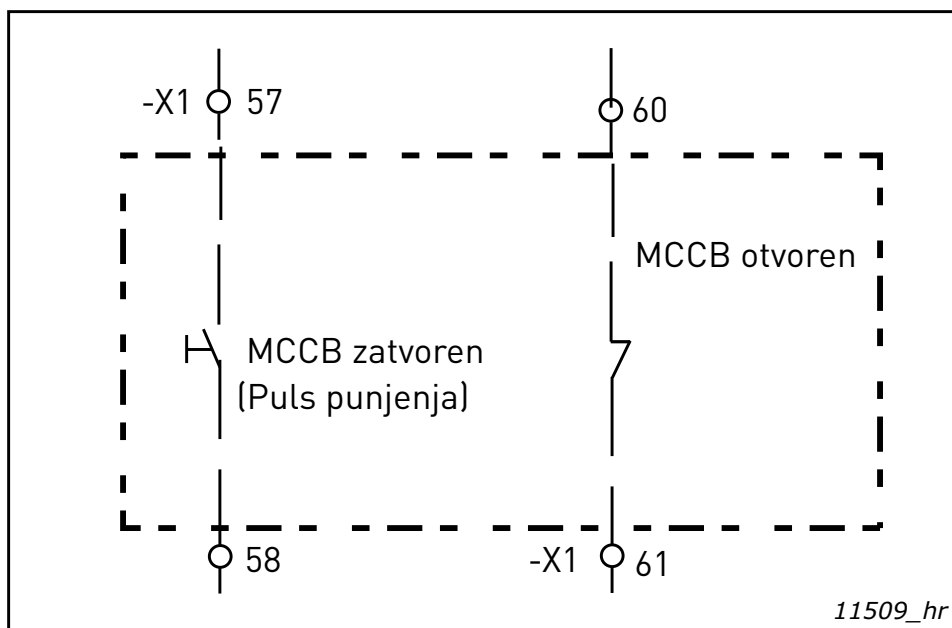 -X1 57
60
MCCB otvoren
MCCB zatvoren
(Puls punjenja)
58
-X1 61
11509_hr